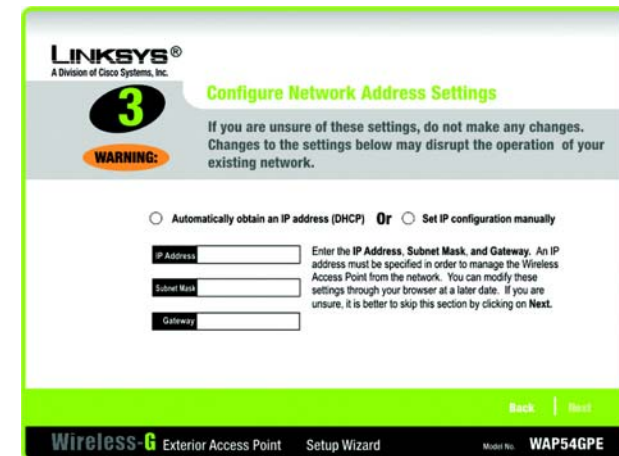 LINKSYS®
A Division of Cisco Systems, Inc.
3
Configure Network Address Settings
WARNING:
If you are unsure of these settings, do not make any changes.
Changes to the settings below may disrupt the operation of your
existing network.
Automatically obtain an IP address (DHCP) Or Set IP configuration manually
IP Address
Subnet Mask
Gateway
Enter the IP Address, Subnet Mask, and Gateway. An IP
address must be specified in order to manage the Wireless
Access Point from the network. You can modify these
settings through your browser at a later date. If you are
unsure, it is better to skip this section by clicking on Next.
Back | Next
Wireless-G Exterior Access Point Setup Wizard Model No. WAP54GPE